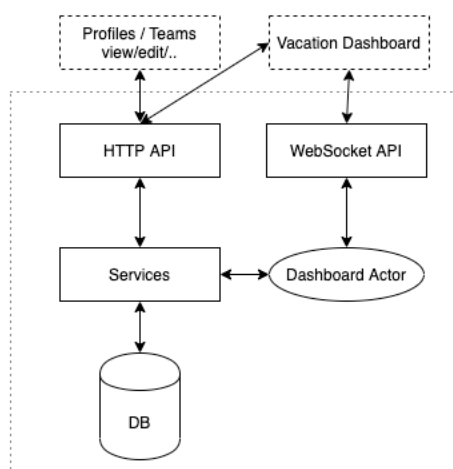 Profiles / Teams
view/edit/..
Vacation Dashboard
HTTP API
WebSocket API
Services
Dashboard Actor
DB